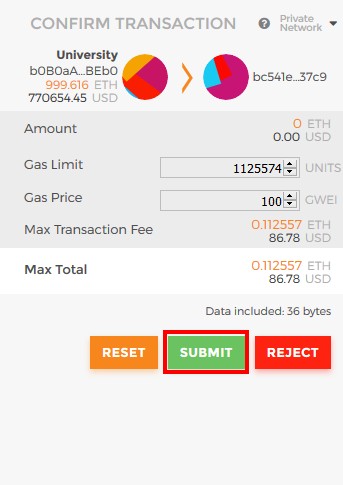 CONFIRM TRANSACTION ? Private
Network
University
b0B0aA...BEb0
999.616 ETH
770654.45 USD
bc541e...37c9
Amount 0 ETH
0.00 USD
Gas Limit 1125574 UNITS
Gas Price 100 GWEI
Max Transaction Fee 0.112557 ETH
86.78 USD
Max Total 0.112557 ETH
86.78 USD
Data included: 36 bytes
RESET SUBMIT REJECT